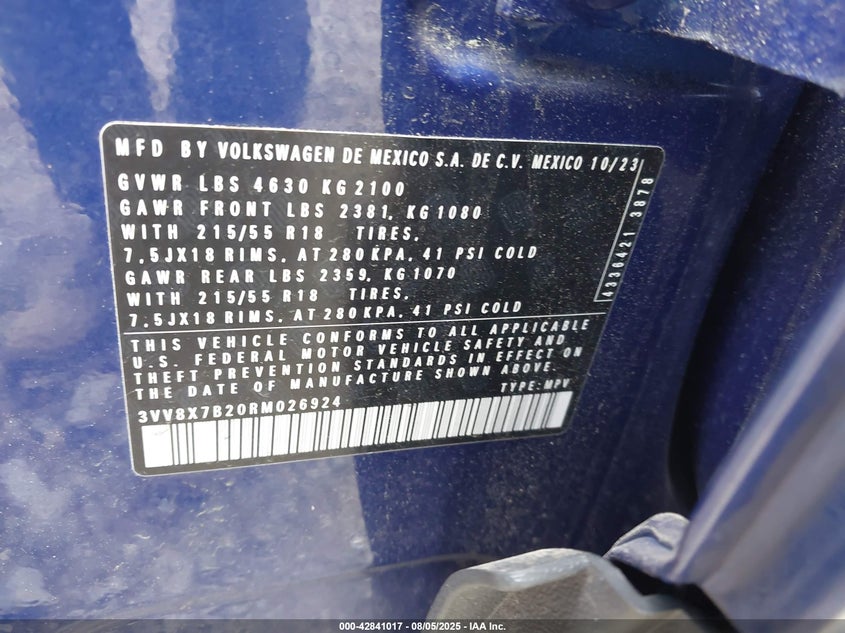 MFD BY VOLKSWAGEN DE MEXICO S.A. DE C.V. MEXICO 10/23
GVWR LBS 4630 KG 2100
GAWR FRONT LBS 2381, KG 1080
WITH 215/55 R18 TIRES,
7,5JX18 RIMS, AT 280 KPA, 41 PSI COLD
GAWR REAR LBS 2359, KG 1070
WITH 215/55 R18 TIRES,
7,5JX18 RIMS, AT 280 KPA, 41 PSI COLD
4336421 3878
THIS VEHICLE CONFORMS TO ALL APPLICABLE
U.S. FEDERAL MOTOR VEHICLE SAFETY AND
THEFT PREVENTION STANDARDS IN EFFECT ON
THE DATE OF MANUFACTURE SHOWN ABOVE.
TYPE: MPV
3VV8X7B20RM026924
000-42841017 | 08/05/2025 - IAA Inc.